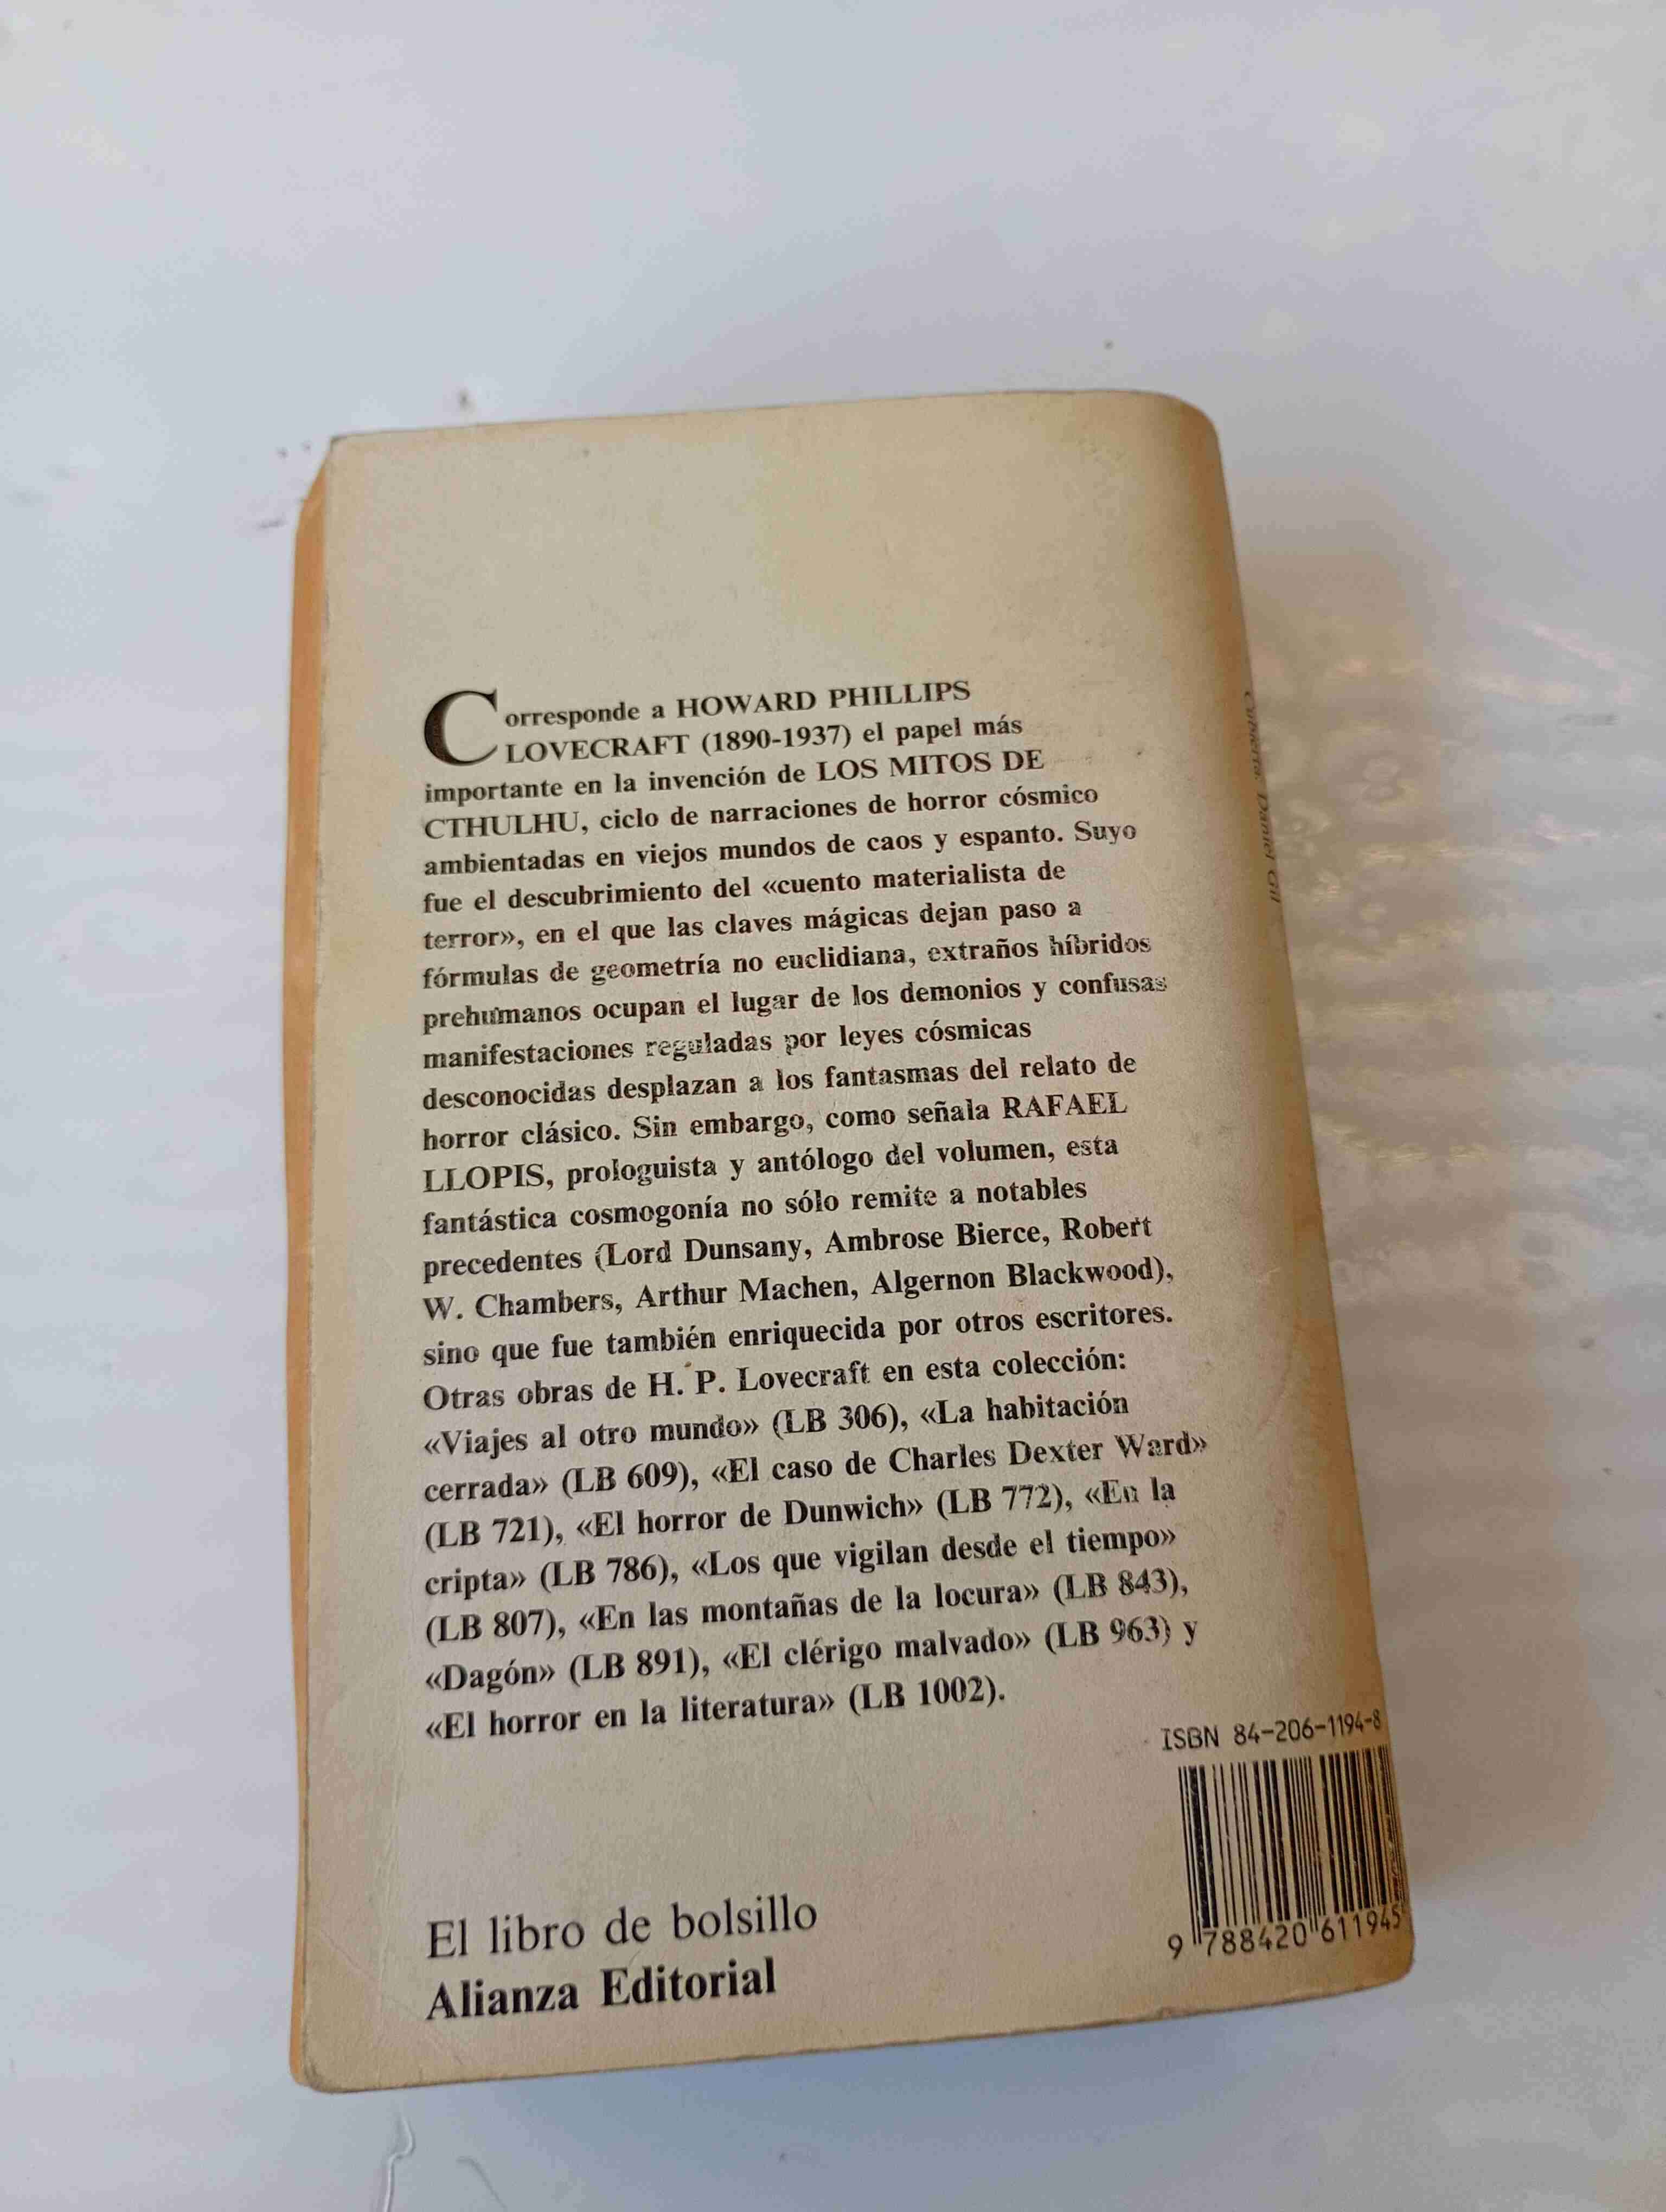 Corresponde a HOWARD PHILLIPS
LOVECRAFT (1890-1937) el papel más
importante en la invención de LOS MITOS DE
CTHULHU, ciclo de narraciones de horror cósmico
ambientadas en viejos mundos de caos y espanto. Suyo
fue el descubrimiento del «cuento materialista de
terror», en el que las claves mágicas dejan paso a
fórmulas de geometría no euclidiana, extraños híbridos
prehumanos ocupan el lugar de los demonios y confusas
manifestaciones reguladas por leyes cósmicas
desconocidas desplazan a los fantasmas del relato de
horror clásico. Sin embargo, como señala RAFAEL
LLOPIS, prologuista y antólogo del volumen, esta
fantástica cosmogonía no sólo remite a notables
precedentes (Lord Dunsany, Ambrose Bierce, Robert
W. Chambers, Arthur Machen, Algernon Blackwood),
sino que fue también enriquecida por otros escritores.
Otras obras de H. P. Lovecraft en esta colección:
«Viajes al otro mundo» (LB 306), «La habitación
cerrada» (LB 609), «El caso de Charles Dexter Ward»
(LB 721), «El horror de Dunwich» (LB 772), «En la
cripta» (LB 786), «Los que vigilan desde el tiempo»
(LB 807), «En las montañas de la locura» (LB 843),
«Dagón» (LB 891), «El clérigo malvado» (LB 963) y
«El horror en la literatura» (LB 1002).
Cubierta: Daniel Gil
ISBN 84-206-1194-8
9 788420 611945
El libro de bolsillo
Alianza Editorial